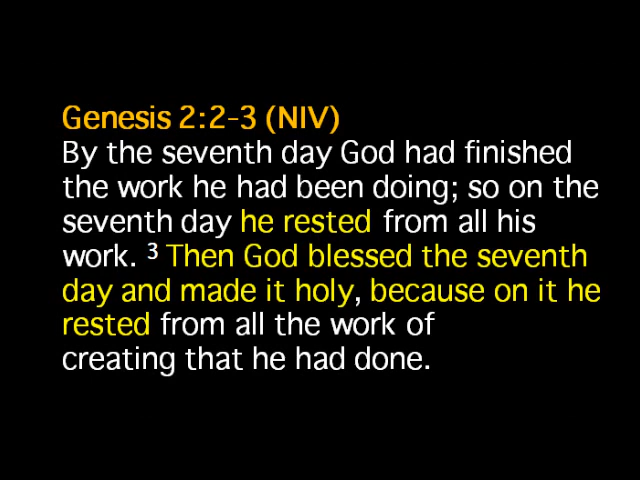 Genesis 2:2-3 (NIV)
By the seventh day God had finished
the work he had been doing; so on the
seventh day he rested from all his
work. ³ Then God blessed the seventh
day and made it holy, because on it he
rested from all the work of
creating that he had done.